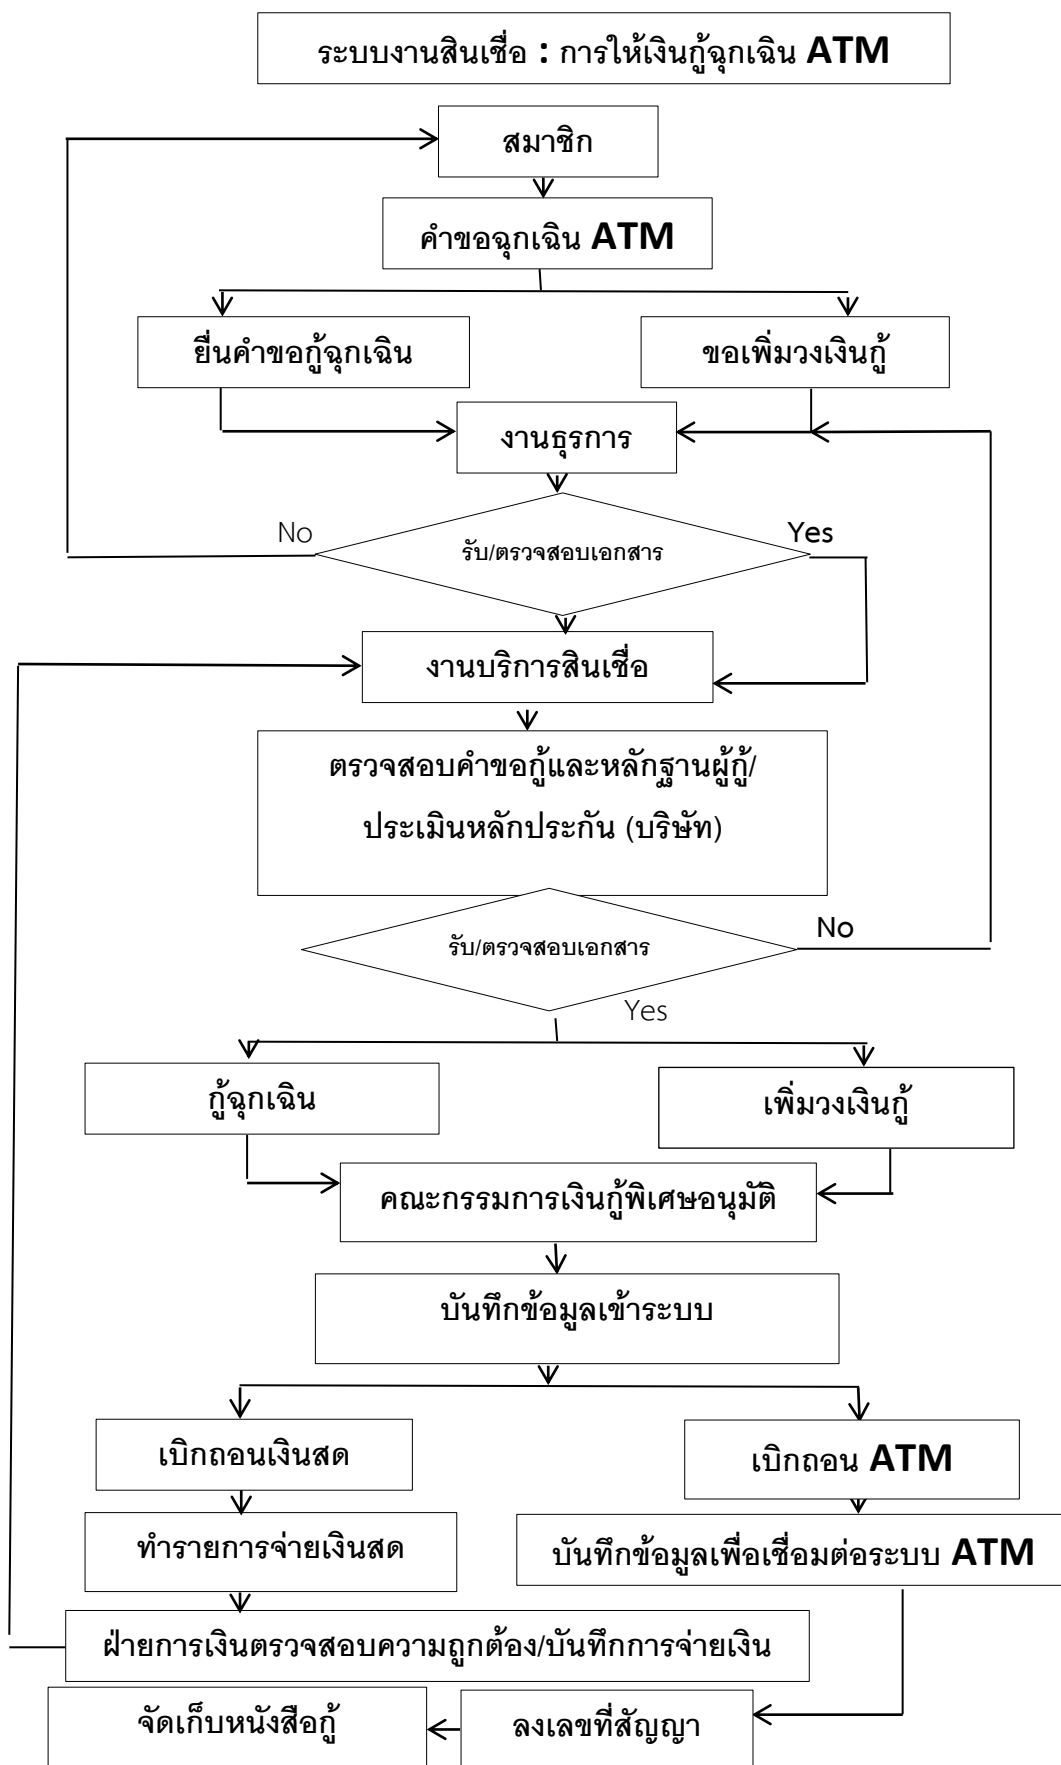 ระบบงานสินเชื่อ : การให้เงินกู้ฉุกเฉิน ATM
สมาชิก
คำขอฉุกเฉิน ATM
ยื่นคำขอกู้ฉุกเฉิน
ขอเพิ่มวงเงินกู้
งานธุรการ
No
รับ/ตรวจสอบเอกสาร
Yes
งานบริการสินเชื่อ
ตรวจสอบคำขอกู้และหลักฐานผู้กู้/
ประเมินหลักประกัน (บริษัท)
รับ/ตรวจสอบเอกสาร
No
Yes
กู้ฉุกเฉิน
เพิ่มวงเงินกู้
คณะกรรมการเงินกู้พิเศษอนุมัติ
บันทึกข้อมูลเข้าระบบ
เบิกถอนเงินสด
เบิกถอน ATM
ทำรายการจ่ายเงินสด
บันทึกข้อมูลเพื่อเชื่อมต่อระบบ ATM
ฝ่ายการเงินตรวจสอบความถูกต้อง/บันทึกการจ่ายเงิน
จัดเก็บหนังสือกู้
ลงเลขที่สัญญา